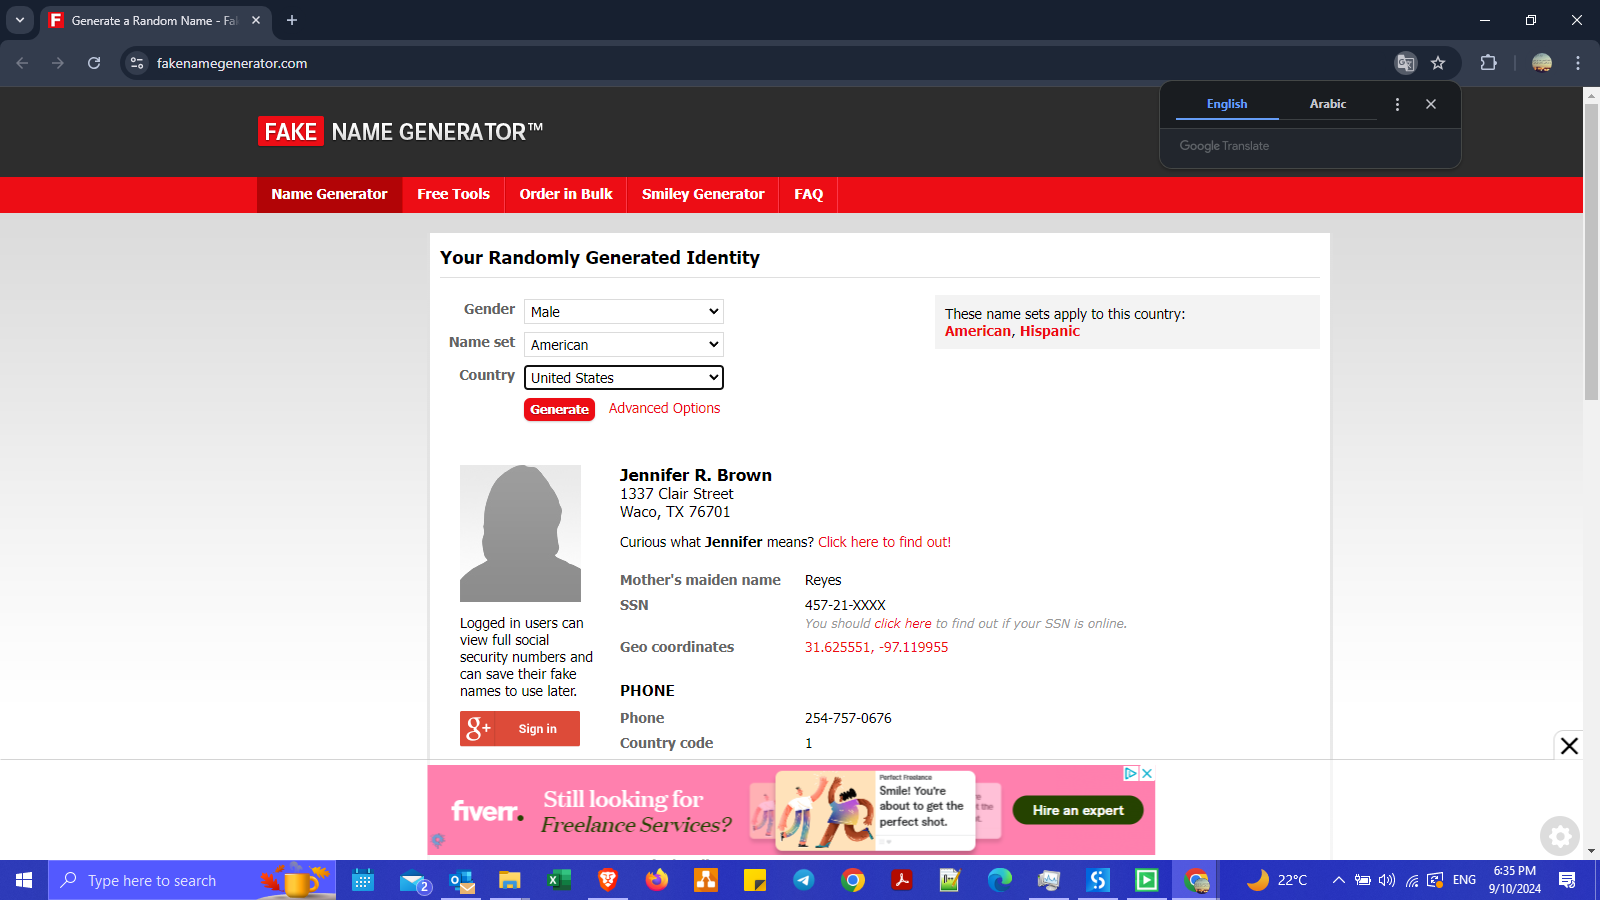 Generate a Random Name - Fa
fakenamegenerator.com
English
Arabic
Google Translate
FAKE NAME GENERATOR™
Name Generator
Free Tools
Order in Bulk
Smiley Generator
FAQ
Your Randomly Generated Identity
Gender
Male
Name set
American
Country
United States
Generate
Advanced Options
These name sets apply to this country:
American, Hispanic
Jennifer R. Brown
1337 Clair Street
Waco, TX 76701
Curious what Jennifer means? Click here to find out!
Mother's maiden name
Reyes
SSN
457-21-XXXX
You should click here to find out if your SSN is online.
Geo coordinates
31.625551, -97.119955
Logged in users can
view full social
security numbers and
can save their fake
names to use later.
g+ Sign in
PHONE
Phone
254-757-0676
Country code
1
fiverr.
Still looking for
Freelance Services?
Perfect Freelance
Smile! You're
about to get the
perfect shot.
Hire an expert
Type here to search
2
22°C
ENG
6:35 PM
9/10/2024